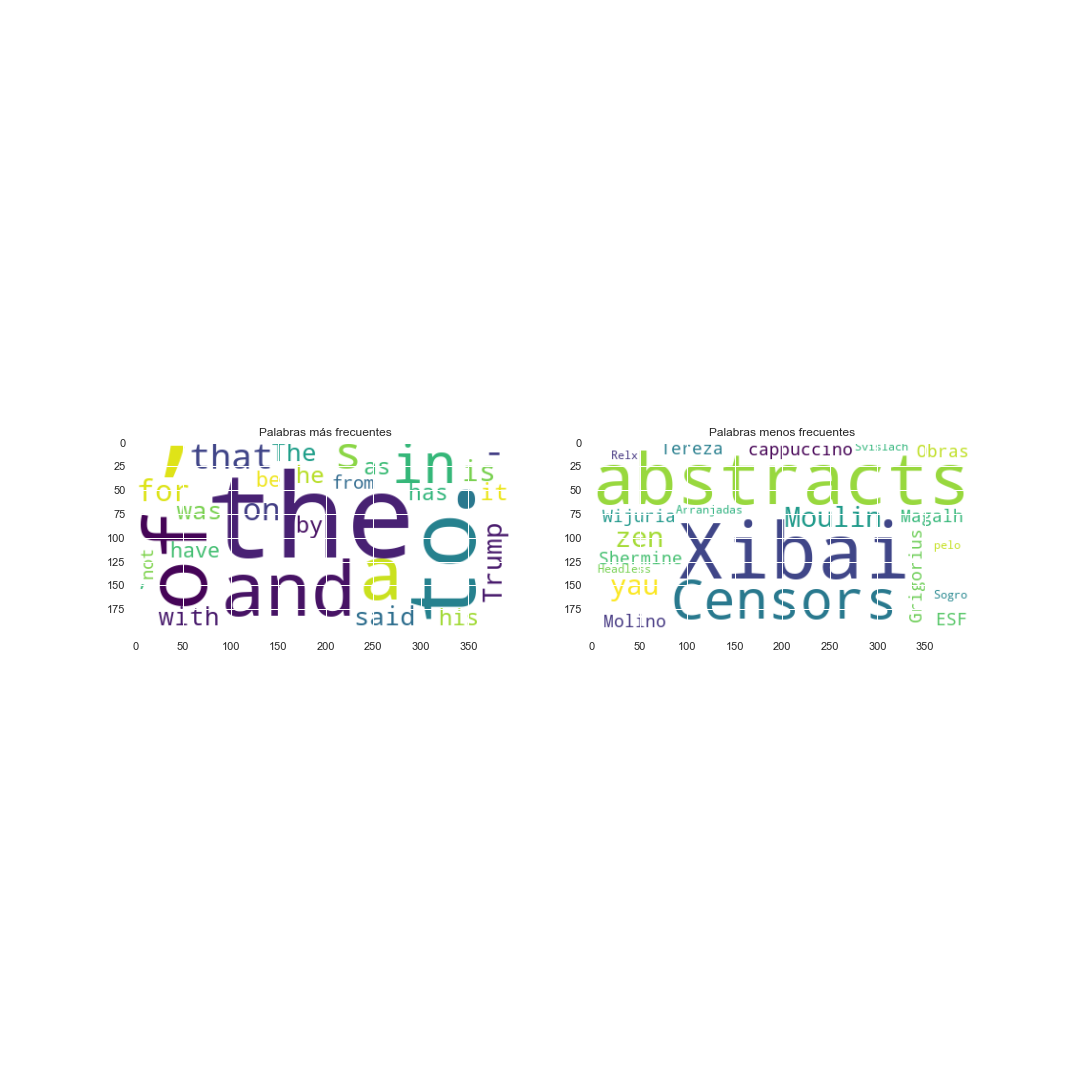 Palabras más frecuentes
0
25
50
75
100
125
150
175
0 50 100 150 200 250 300 350
,
that
The
S
in
-
as
is
for
be
he
from
has
it
was
on
the
by
of
have
to
.
Trump
not
and
a
with
said
his
Palabras menos frecuentes
0
25
50
75
100
125
150
175
0 50 100 150 200 250 300 350
Relx
Tereza
cappuccino
Svislach
Obras
abstracts
Wijuria
Arranjadas
Moulin
Magalh
zen
Xibai
Grigorius
pelo
Shermine
Headless
yau
Censors
Sogro
Molino
ESF